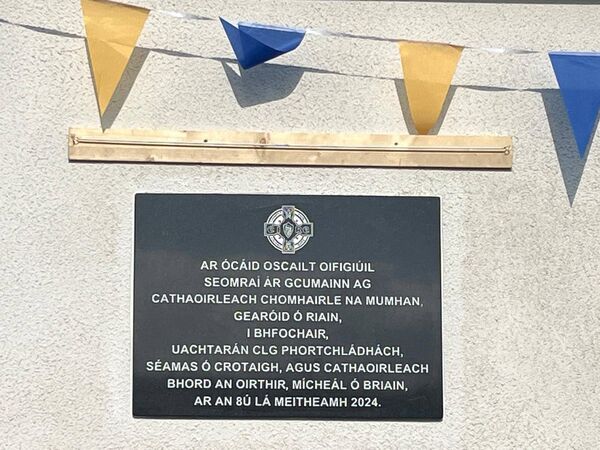 AR ÓCÁID OSCAILT OIFIGIÚIL
SEOMRAÍ ÁR GCUMAINN AG
CATHAOIRLEACH CHOMHAIRLE NA MUMHAN,
GEARÓID Ó RIAIN,
I BHFOCHAIR,
UACHTARÁN CLG PHORTCHLÁDHÁCH,
SÉAMAS Ó CROTAIGH, AGUS CATHAOIRLEACH
BHORD AN OIRTHIR, MÍCHEÁL Ó BRIAIN,
AR AN 8Ú LÁ MEITHEAMH 2024.